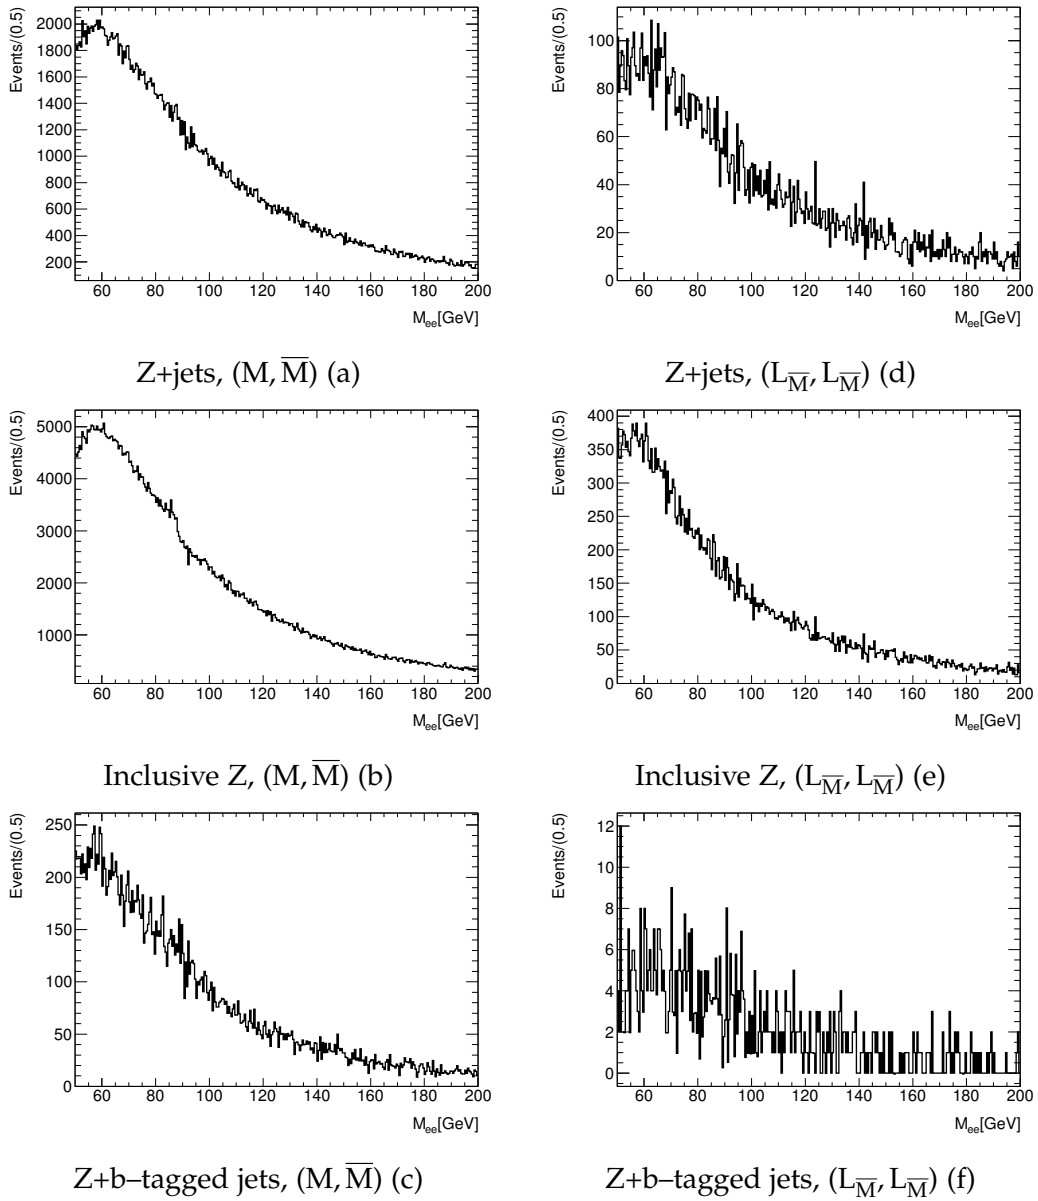 Events/(0.5)
2000
1800
1600
1400
1200
1000
800
600
400
200
60 80 100 120 140 160 180 200
M_ee[GeV]
Z+jets, (M, M̅) (a)
Events/(0.5)
100
80
60
40
20
0
60 80 100 120 140 160 180 200
M_ee[GeV]
Z+jets, (L_M̅, L_M̅) (d)
Events/(0.5)
5000
4000
3000
2000
1000
60 80 100 120 140 160 180 200
M_ee[GeV]
Inclusive Z, (M, M̅) (b)
Events/(0.5)
400
350
300
250
200
150
100
50
0
60 80 100 120 140 160 180 200
M_ee[GeV]
Inclusive Z, (L_M̅, L_M̅) (e)
Events/(0.5)
250
200
150
100
50
0
60 80 100 120 140 160 180 200
M_ee[GeV]
Z+b–tagged jets, (M, M̅) (c)
Events/(0.5)
12
10
8
6
4
2
0
60 80 100 120 140 160 180 200
M_ee[GeV]
Z+b–tagged jets, (L_M̅, L_M̅) (f)